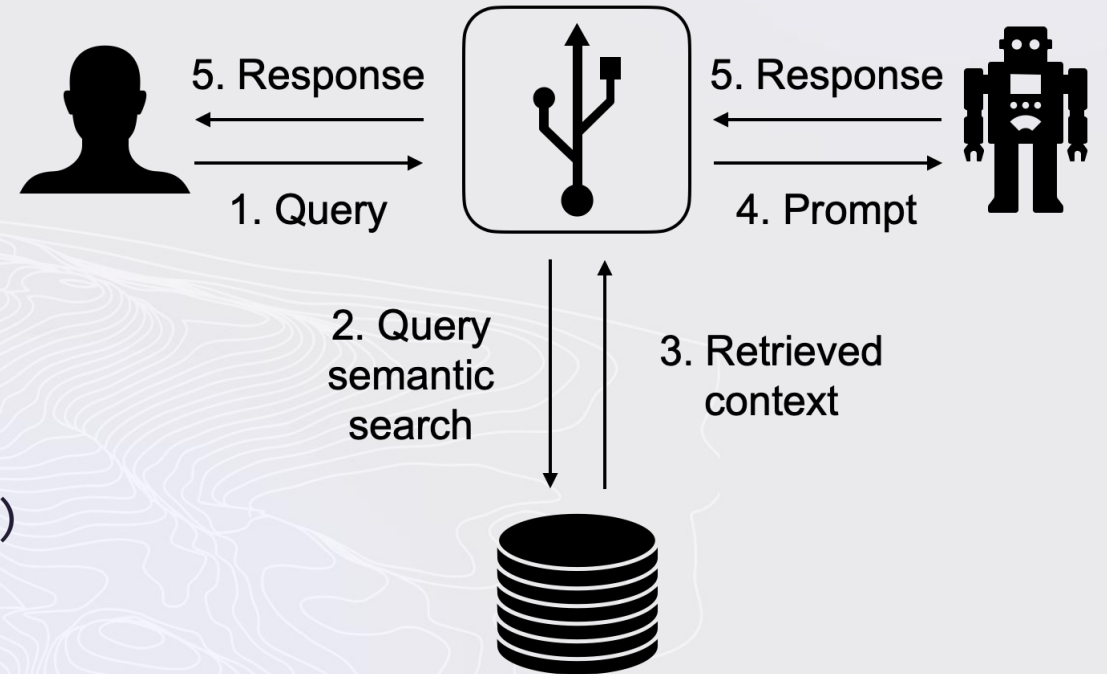 5. Response
5. Response
1. Query
4. Prompt
2. Query
semantic
search
3. Retrieved
context
)